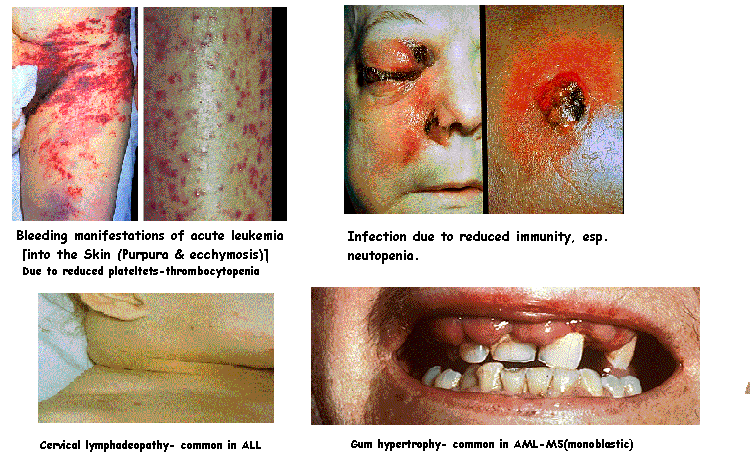 Bleeding manifestations of acute leukemia
⌈into the Skin (Purpura & ecchymosis)⌉
Due to reduced plateltets-thrombocytopenia
Infection due to reduced immunity, esp.
neutopenia.
Cervical lymphadeopathy- common in ALL
Gum hypertrophy- common in AML-M5(monoblastic)